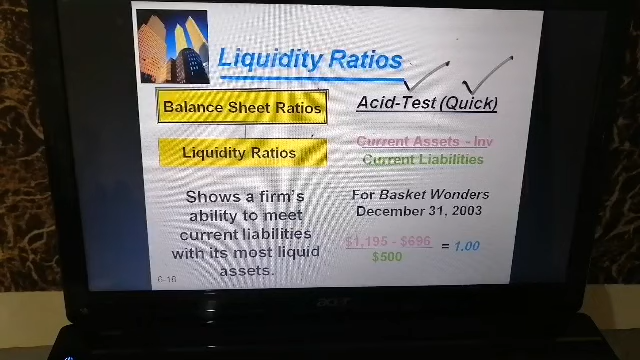 Liquidity Ratios
Balance Sheet Ratios
Liquidity Ratios
Shows a firm's
ability to meet
current liabilities
with its most liquid
assets.
6-16
Acid-Test (Quick)
Current Assets - Inv
Current Liabilities
For Basket Wonders
December 31, 2003
$1,195 - $696
$500
= 1.00
acer